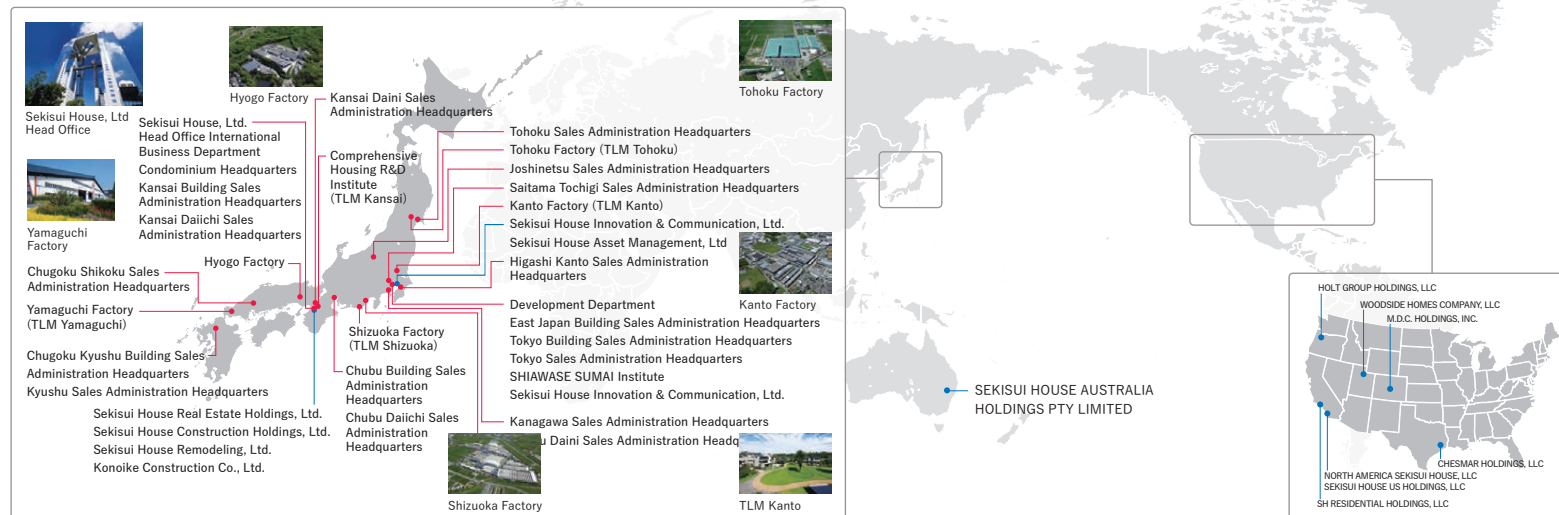 Sekisui House, Ltd
Head Office
Hyogo Factory
Tohoku Factory
Yamaguchi
Factory
Kanto Factory
Shizuoka Factory
TLM Kanto
Sekisui House, Ltd.
Head Office International
Business Department
Condominium Headquarters
Kansai Building Sales
Administration Headquarters
Kansai Daiichi Sales
Administration Headquarters
Kansai Daini Sales
Administration Headquarters
Comprehensive
Housing R&D
Institute
(TLM Kansai)
Hyogo Factory
Chugoku Shikoku Sales
Administration Headquarters
Yamaguchi Factory
(TLM Yamaguchi)
Chugoku Kyushu Building Sales
Administration Headquarters
Kyushu Sales Administration Headquarters
Sekisui House Real Estate Holdings, Ltd.
Sekisui House Construction Holdings, Ltd.
Sekisui House Remodeling, Ltd.
Konoike Construction Co., Ltd.
Shizuoka Factory
(TLM Shizuoka)
Chubu Building Sales
Administration
Headquarters
Chubu Daiichi Sales
Administration
Headquarters
Tohoku Sales Administration Headquarters
Tohoku Factory (TLM Tohoku)
Joshinetsu Sales Administration Headquarters
Saitama Tochigi Sales Administration Headquarters
Kanto Factory (TLM Kanto)
Sekisui House Innovation & Communication, Ltd.
Sekisui House Asset Management, Ltd
Higashi Kanto Sales Administration
Headquarters
Development Department
East Japan Building Sales Administration Headquarters
Tokyo Building Sales Administration Headquarters
Tokyo Sales Administration Headquarters
SHIAWASE SUMAI Institute
Sekisui House Innovation & Communication, Ltd.
Kanagawa Sales Administration Headquarters
Daini Sales Administration
SEKISUI HOUSE AUSTRALIA
HOLDINGS PTY LIMITED
HOLT GROUP HOLDINGS, LLC
WOODSIDE HOMES COMPANY, LLC
M.D.C. HOLDINGS, INC.
CHESMAR HOLDINGS, LLC
NORTH AMERICA SEKISUI HOUSE, LLC
SEKISUI HOUSE US HOLDINGS, LLC
SH RESIDENTIAL HOLDINGS, LLC